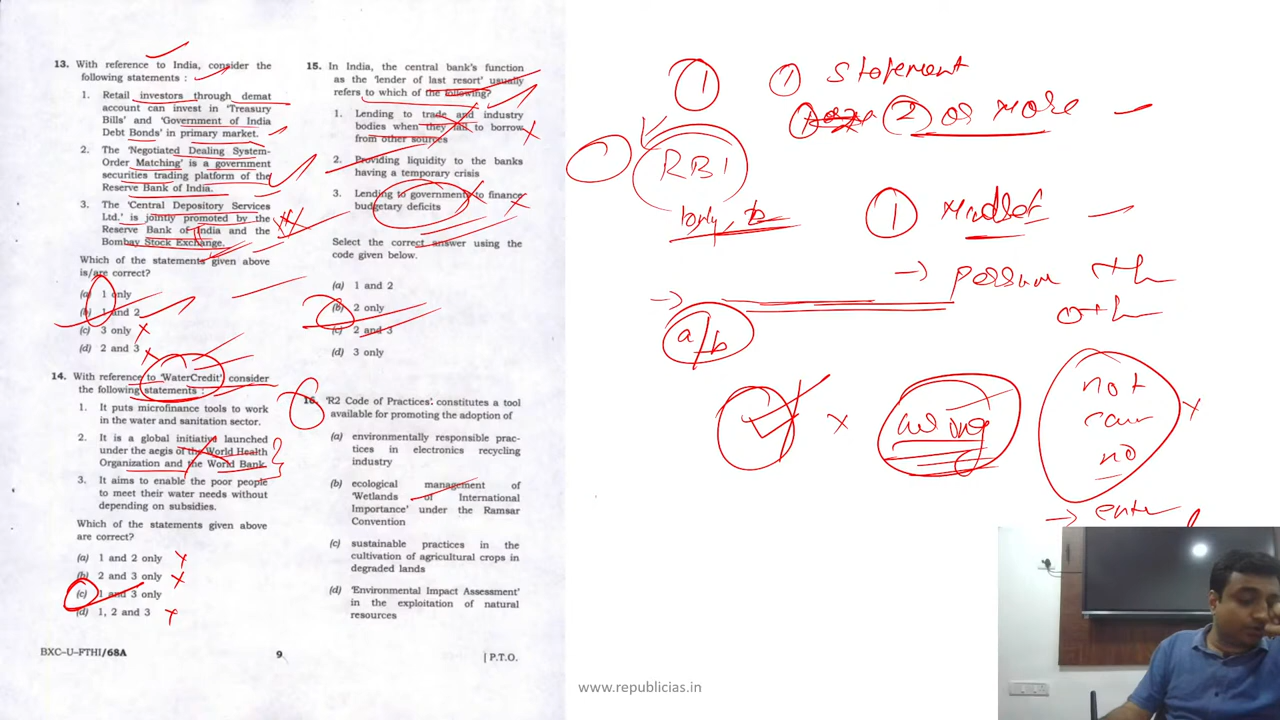 13. With reference to India, consider the
following statements :
1. Retail investors through demat
account can invest in 'Treasury
Bills' and 'Government of India
Debt Bonds' in primary market.
2. The 'Negotiated Dealing System-
Order Matching' is a government
securities trading platform of the
Reserve Bank of India.
3. The 'Central Depository Services
Ltd.' is jointly promoted by the
Reserve Bank of India and the
Bombay Stock Exchange.
Which of the statements given above
is/are correct?
(a) 1 only
(b) 1 and 2
(c) 3 only
(d) 2 and 3
14. With reference to 'WaterCredit', consider
the following statements :
1. It puts microfinance tools to work
in the water and sanitation sector.
2. It is a global initiative launched
under the aegis of the World Health
Organization and the World Bank.
3. It aims to enable the poor people
to meet their water needs without
depending on subsidies.
Which of the statements given above
are correct?
(a) 1 and 2 only
(b) 2 and 3 only
(c) 1 and 3 only
(d) 1, 2 and 3
15. In India, the central bank's function
as the 'lender of last resort' usually
refers to which of the following?
1. Lending to trade and industry
bodies when they fail to borrow
from other sources
2. Providing liquidity to the banks
having a temporary crisis
3. Lending to governments to finance
budgetary deficits
Select the correct answer using the
code given below.
(a) 1 and 2
(b) 2 only
(c) 2 and 3
(d) 3 only
16. 'R2 Code of Practices' constitutes a tool
available for promoting the adoption of
(a) environmentally responsible prac-
tices in electronics recycling
industry
(b) ecological management of
'Wetlands of International
Importance' under the Ramsar
Convention
(c) sustainable practices in the
cultivation of agricultural crops in
degraded lands
(d) 'Environmental Impact Assessment'
in the exploitation of natural
resources
BXC-U-FTHI/68A
9
[ P.T.O.
1
1 Statement
2 or more
RBI
1
a/b
not
no
www.republicias.in